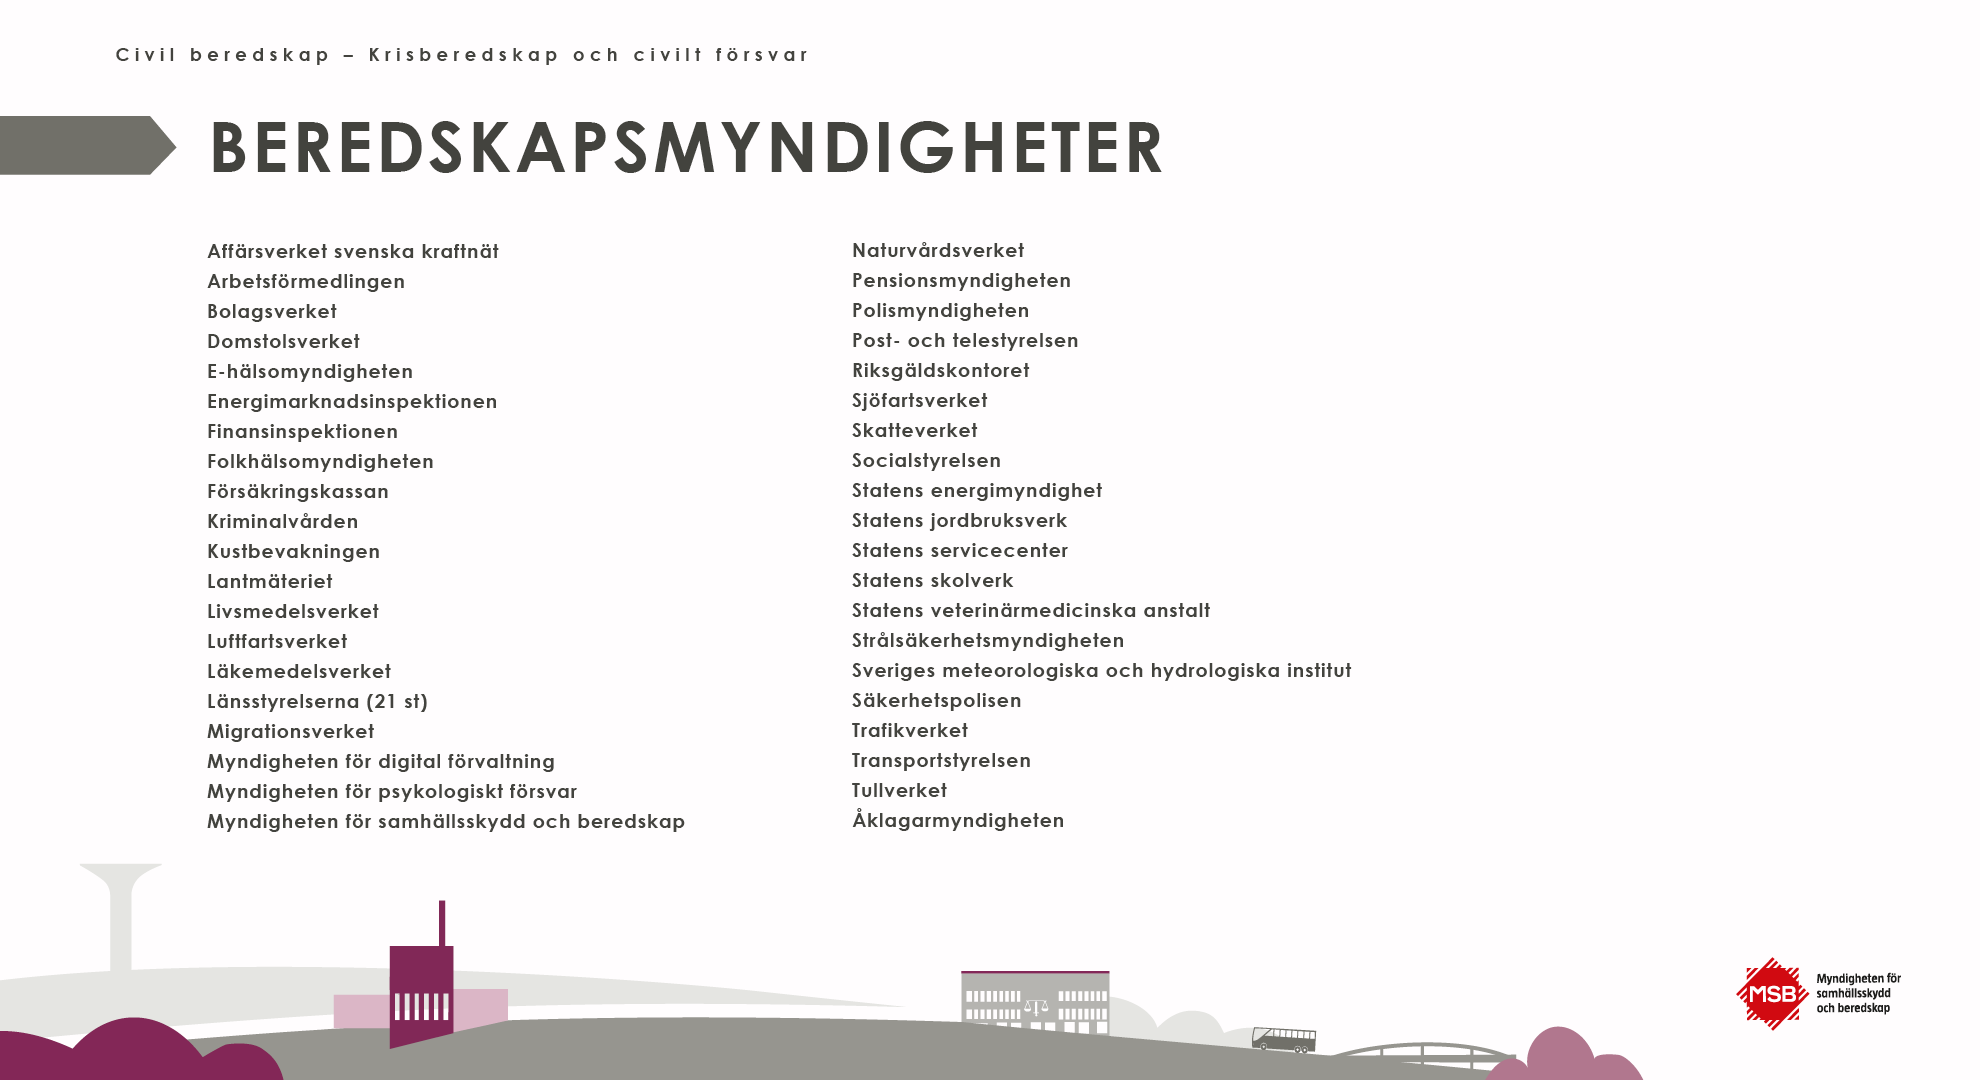 Civil beredskap – Krisberedskap och civilt försvar
BEREDSKAPSMYNDIGHETER
Affärsverket svenska kraftnät
Arbetsförmedlingen
Bolagsverket
Domstolsverket
E-hälsomyndigheten
Energimarknadsinspektionen
Finansinspektionen
Folkhälsomyndigheten
Försäkringskassan
Kriminalvården
Kustbevakningen
Lantmäteriet
Livsmedelsverket
Luftfartsverket
Läkemedelsverket
Länsstyrelserna (21 st)
Migrationsverket
Myndigheten för digital förvaltning
Myndigheten för psykologiskt försvar
Myndigheten för samhällsskydd och beredskap
Naturvårdsverket
Pensionsmyndigheten
Polismyndigheten
Post- och telestyrelsen
Riksgäldskontoret
Sjöfartsverket
Skatteverket
Socialstyrelsen
Statens energimyndighet
Statens jordbruksverk
Statens servicecenter
Statens skolverk
Statens veterinärmedicinska anstalt
Strålsäkerhetsmyndigheten
Sveriges meteorologiska och hydrologiska institut
Säkerhetspolisen
Trafikverket
Transportstyrelsen
Tullverket
Åklagarmyndigheten
MSB
Myndigheten för
samhällsskydd
och beredskap